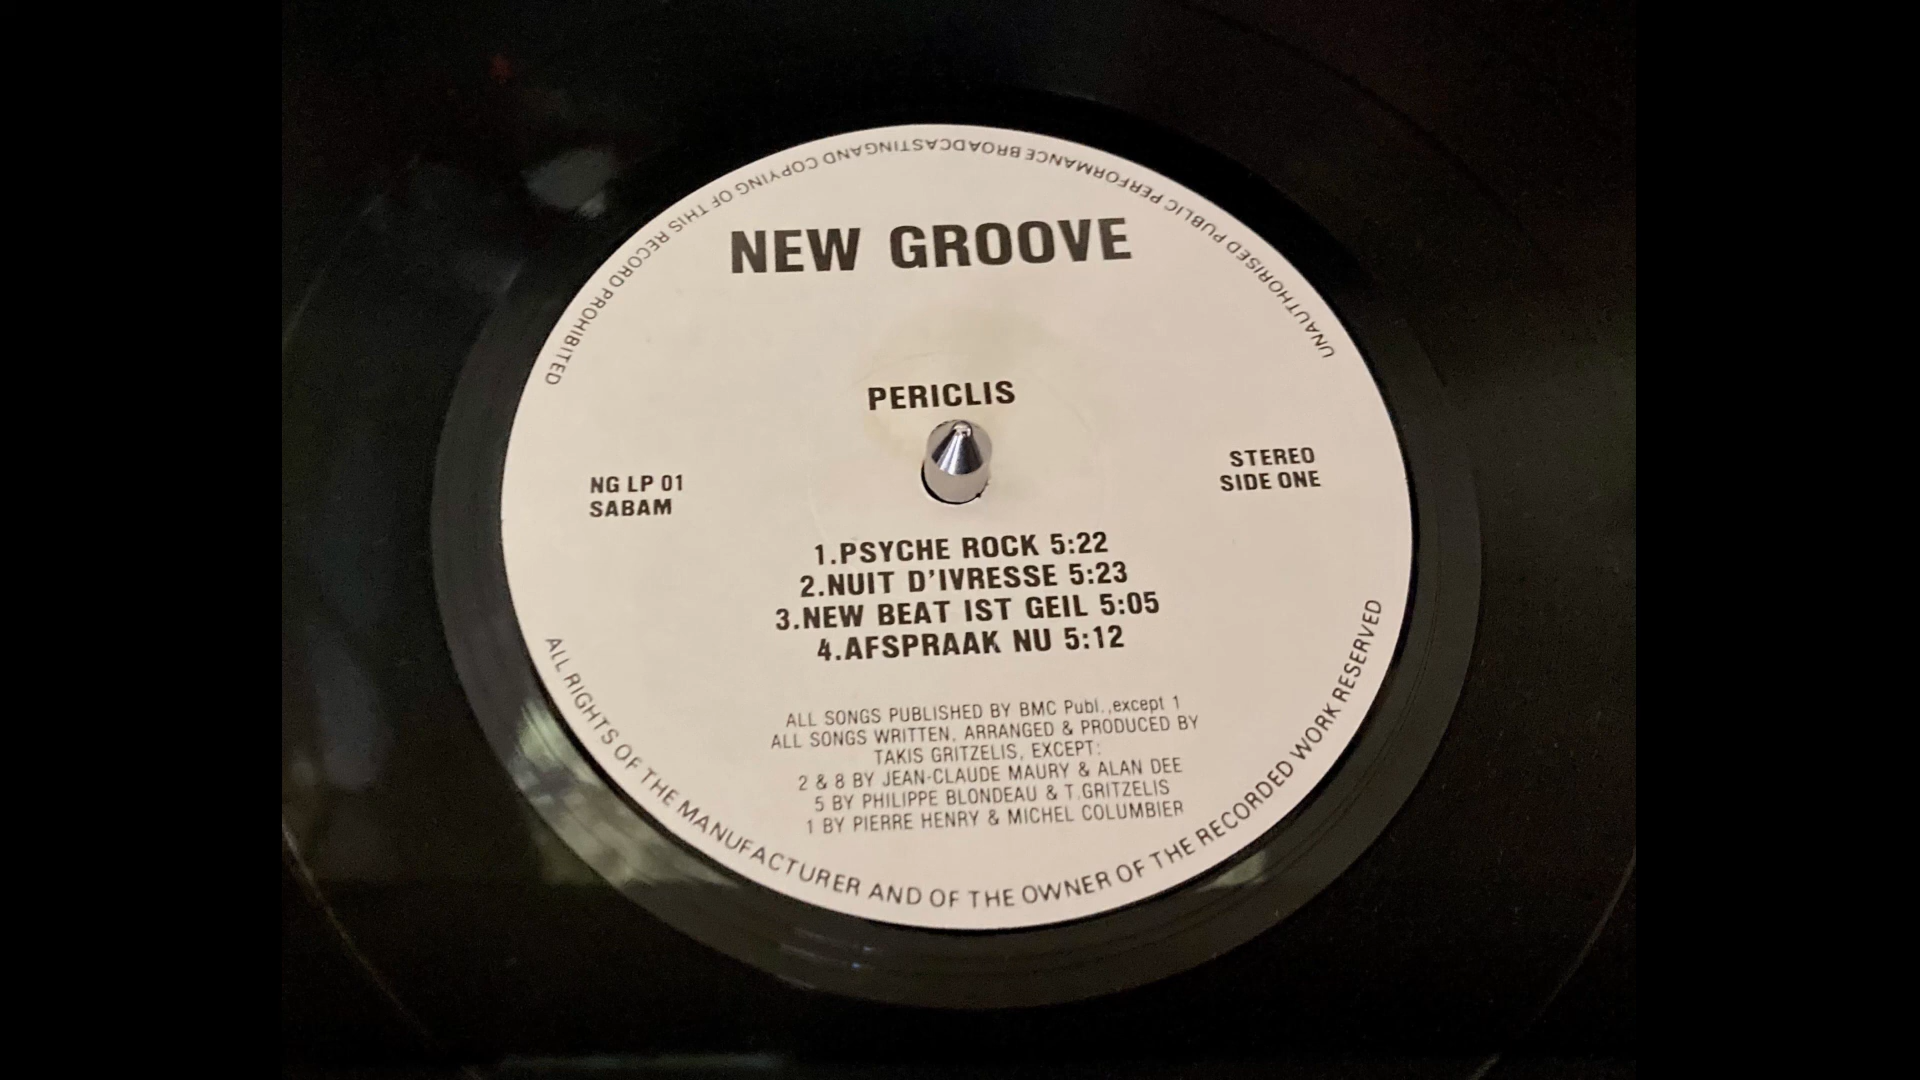 UNAUTHORISED PUBLIC PERFORMANCE BROADCASTINGAND COPYING OF THIS RECORD PROHIBITED
NEW GROOVE
PERICLIS
NG LP 01
SABAM
STEREO
SIDE ONE
1.PSYCHE ROCK 5:22
2.NUIT D'IVRESSE 5:23
3.NEW BEAT IST GEIL 5:05
4.AFSPRAAK NU 5:12
ALL SONGS PUBLISHED BY BMC Publ.,except 1
ALL SONGS WRITTEN, ARRANGED & PRODUCED BY
TAKIS GRITZELIS, EXCEPT:
2 & 8 BY JEAN-CLAUDE MAURY & ALAN DEE
5 BY PHILIPPE BLONDEAU & T.GRITZELIS
1 BY PIERRE HENRY & MICHEL COLUMBIER
ALL RIGHTS OF THE MANUFACTURER AND OF THE OWNER OF THE RECORDED WORK RESERVED